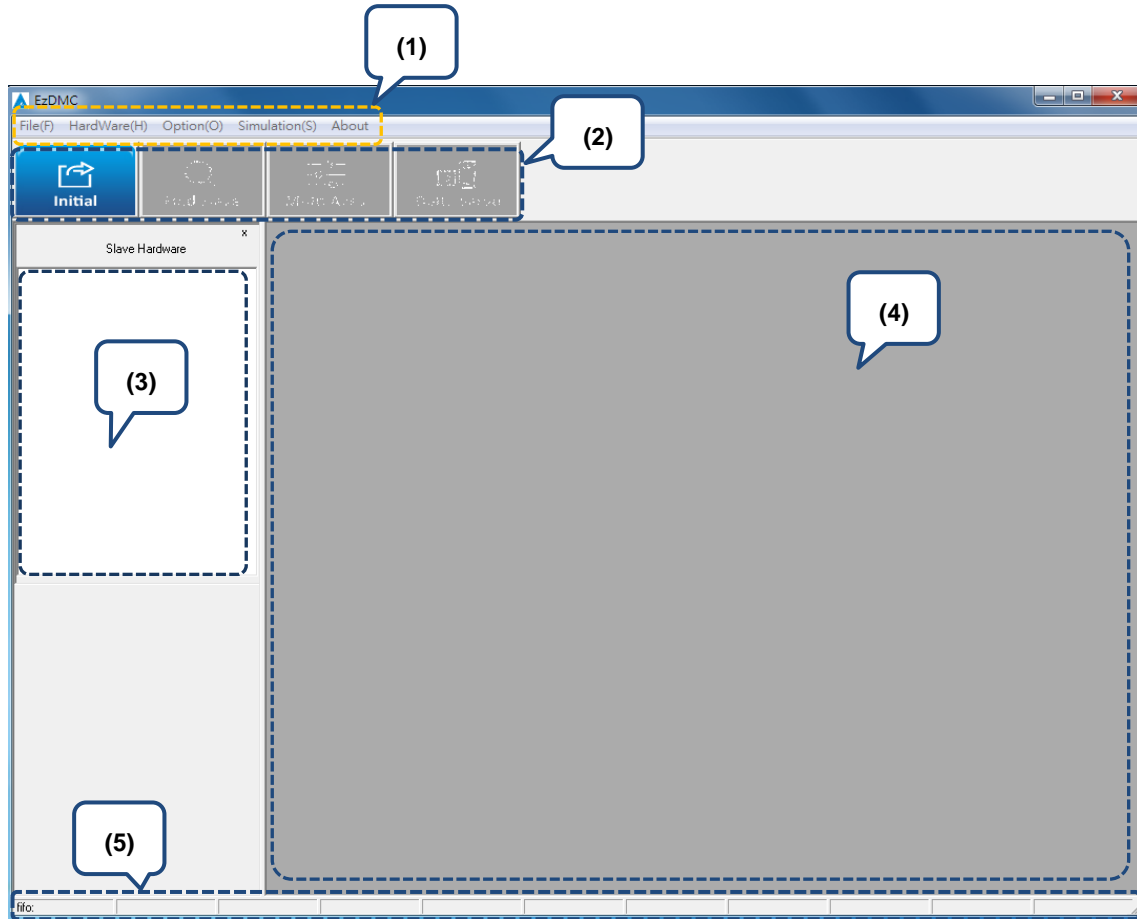 (1)
EzDMC
File(F) HardWare(H) Option(O) Simulation(S) About
(2)
Initial
x
Slave Hardware
(3)
(4)
(5)
fifo: